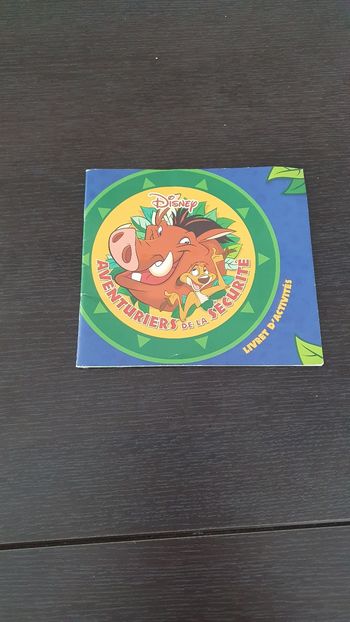 DISNEY
AVENTURIERS DE LA SÉCURITÉ
LIVRET D'ACTIVITÉS